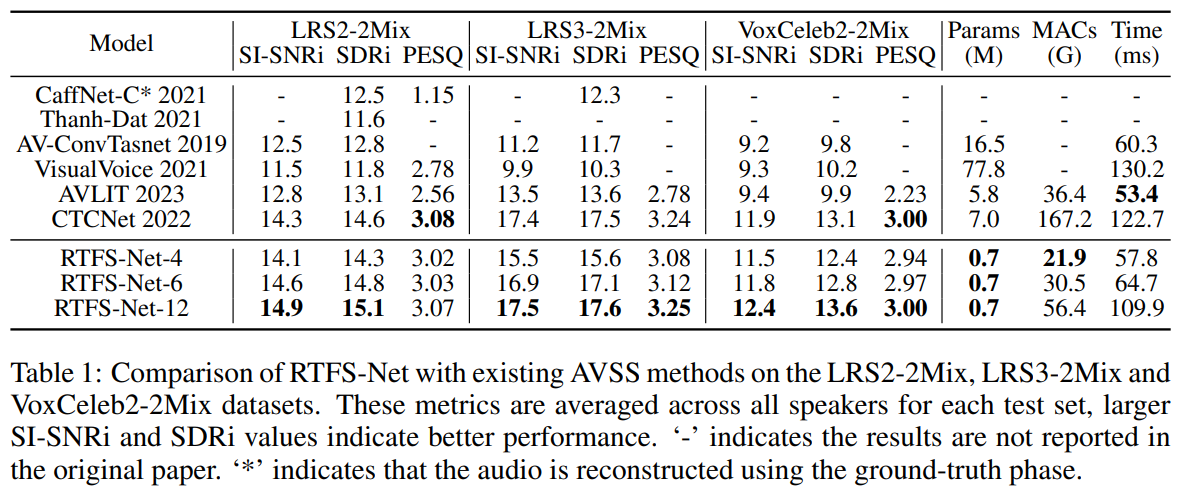 Model LRS2-2Mix LRS3-2Mix VoxCeleb2-2Mix Params MACs Time
SI-SNRi SDRi PESQ SI-SNRi SDRi PESQ SI-SNRi SDRi PESQ (M) (G) (ms)
CaffNet-C* 2021 - 12.5 1.15 - 12.3 - - - - - - -
Thanh-Dat 2021 - 11.6 - - - - - - - - -
AV-ConvTasnet 2019 12.5 12.8 - 11.2 11.7 - 9.2 9.8 - 16.5 - 60.3
VisualVoice 2021 11.5 11.8 2.78 9.9 10.3 - 9.3 10.2 - 77.8 - 130.2
AVLIT 2023 12.8 13.1 2.56 13.5 13.6 2.78 9.4 9.9 2.23 5.8 36.4 53.4
CTCNet 2022 14.3 14.6 3.08 17.4 17.5 3.24 11.9 13.1 3.00 7.0 167.2 122.7
RTFS-Net-4 14.1 14.3 3.02 15.5 15.6 3.08 11.5 12.4 2.94 0.7 21.9 57.8
RTFS-Net-6 14.6 14.8 3.03 16.9 17.1 3.12 11.8 12.8 2.97 0.7 30.5 64.7
RTFS-Net-12 14.9 15.1 3.07 17.5 17.6 3.25 12.4 13.6 3.00 0.7 56.4 109.9
Table 1: Comparison of RTFS-Net with existing AVSS methods on the LRS2-2Mix, LRS3-2Mix and
VoxCeleb2-2Mix datasets. These metrics are averaged across all speakers for each test set, larger
SI-SNRi and SDRi values indicate better performance. ‘-’ indicates the results are not reported in
the original paper. ‘*’ indicates that the audio is reconstructed using the ground-truth phase.